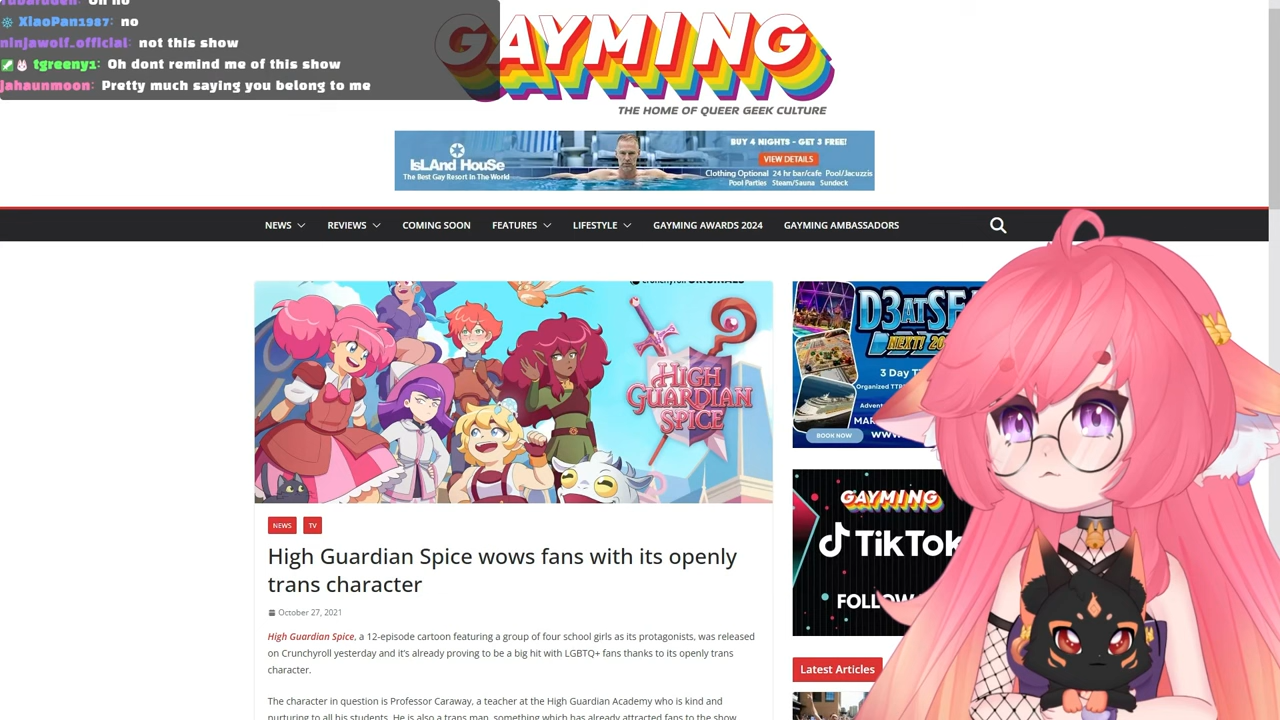 XiaoPan1987: no
ninjawolf_official: not this show
tgreeny1: Oh dont remind me of this show
jahaunmoon: Pretty much saying you belong to me
GAYMING
THE HOME OF QUEER GEEK CULTURE
IsLAnd HouSe
The Best Gay Resort In The World
BUY 4 NIGHTS - GET 3 FREE!
VIEW DETAILS
Clothing Optional 24 hr bar/cafe Pool/Jacuzzis
Pool Parties Steam/Sauna Sundeck
NEWS
REVIEWS
COMING SOON
FEATURES
LIFESTYLE
GAYMING AWARDS 2024
GAYMING AMBASSADORS
HIGH
GUARDIAN
SPICE
D3ATSE
NEXT! 20
3 Day T
Organized TTR
Advent
MAR
BOOK NOW
WWW
GAYMING
TikTok
FOLLOW
NEWS
TV
High Guardian Spice wows fans with its openly
trans character
October 27, 2021
High Guardian Spice, a 12-episode cartoon featuring a group of four school girls as its protagonists, was released
on Crunchyroll yesterday and it's already proving to be a big hit with LGBTQ+ fans thanks to its openly trans
character.
The character in question is Professor Caraway, a teacher at the High Guardian Academy who is kind and
nurturing to all his students. He is also a trans man, something which has already attracted fans to the show.
Latest Articles